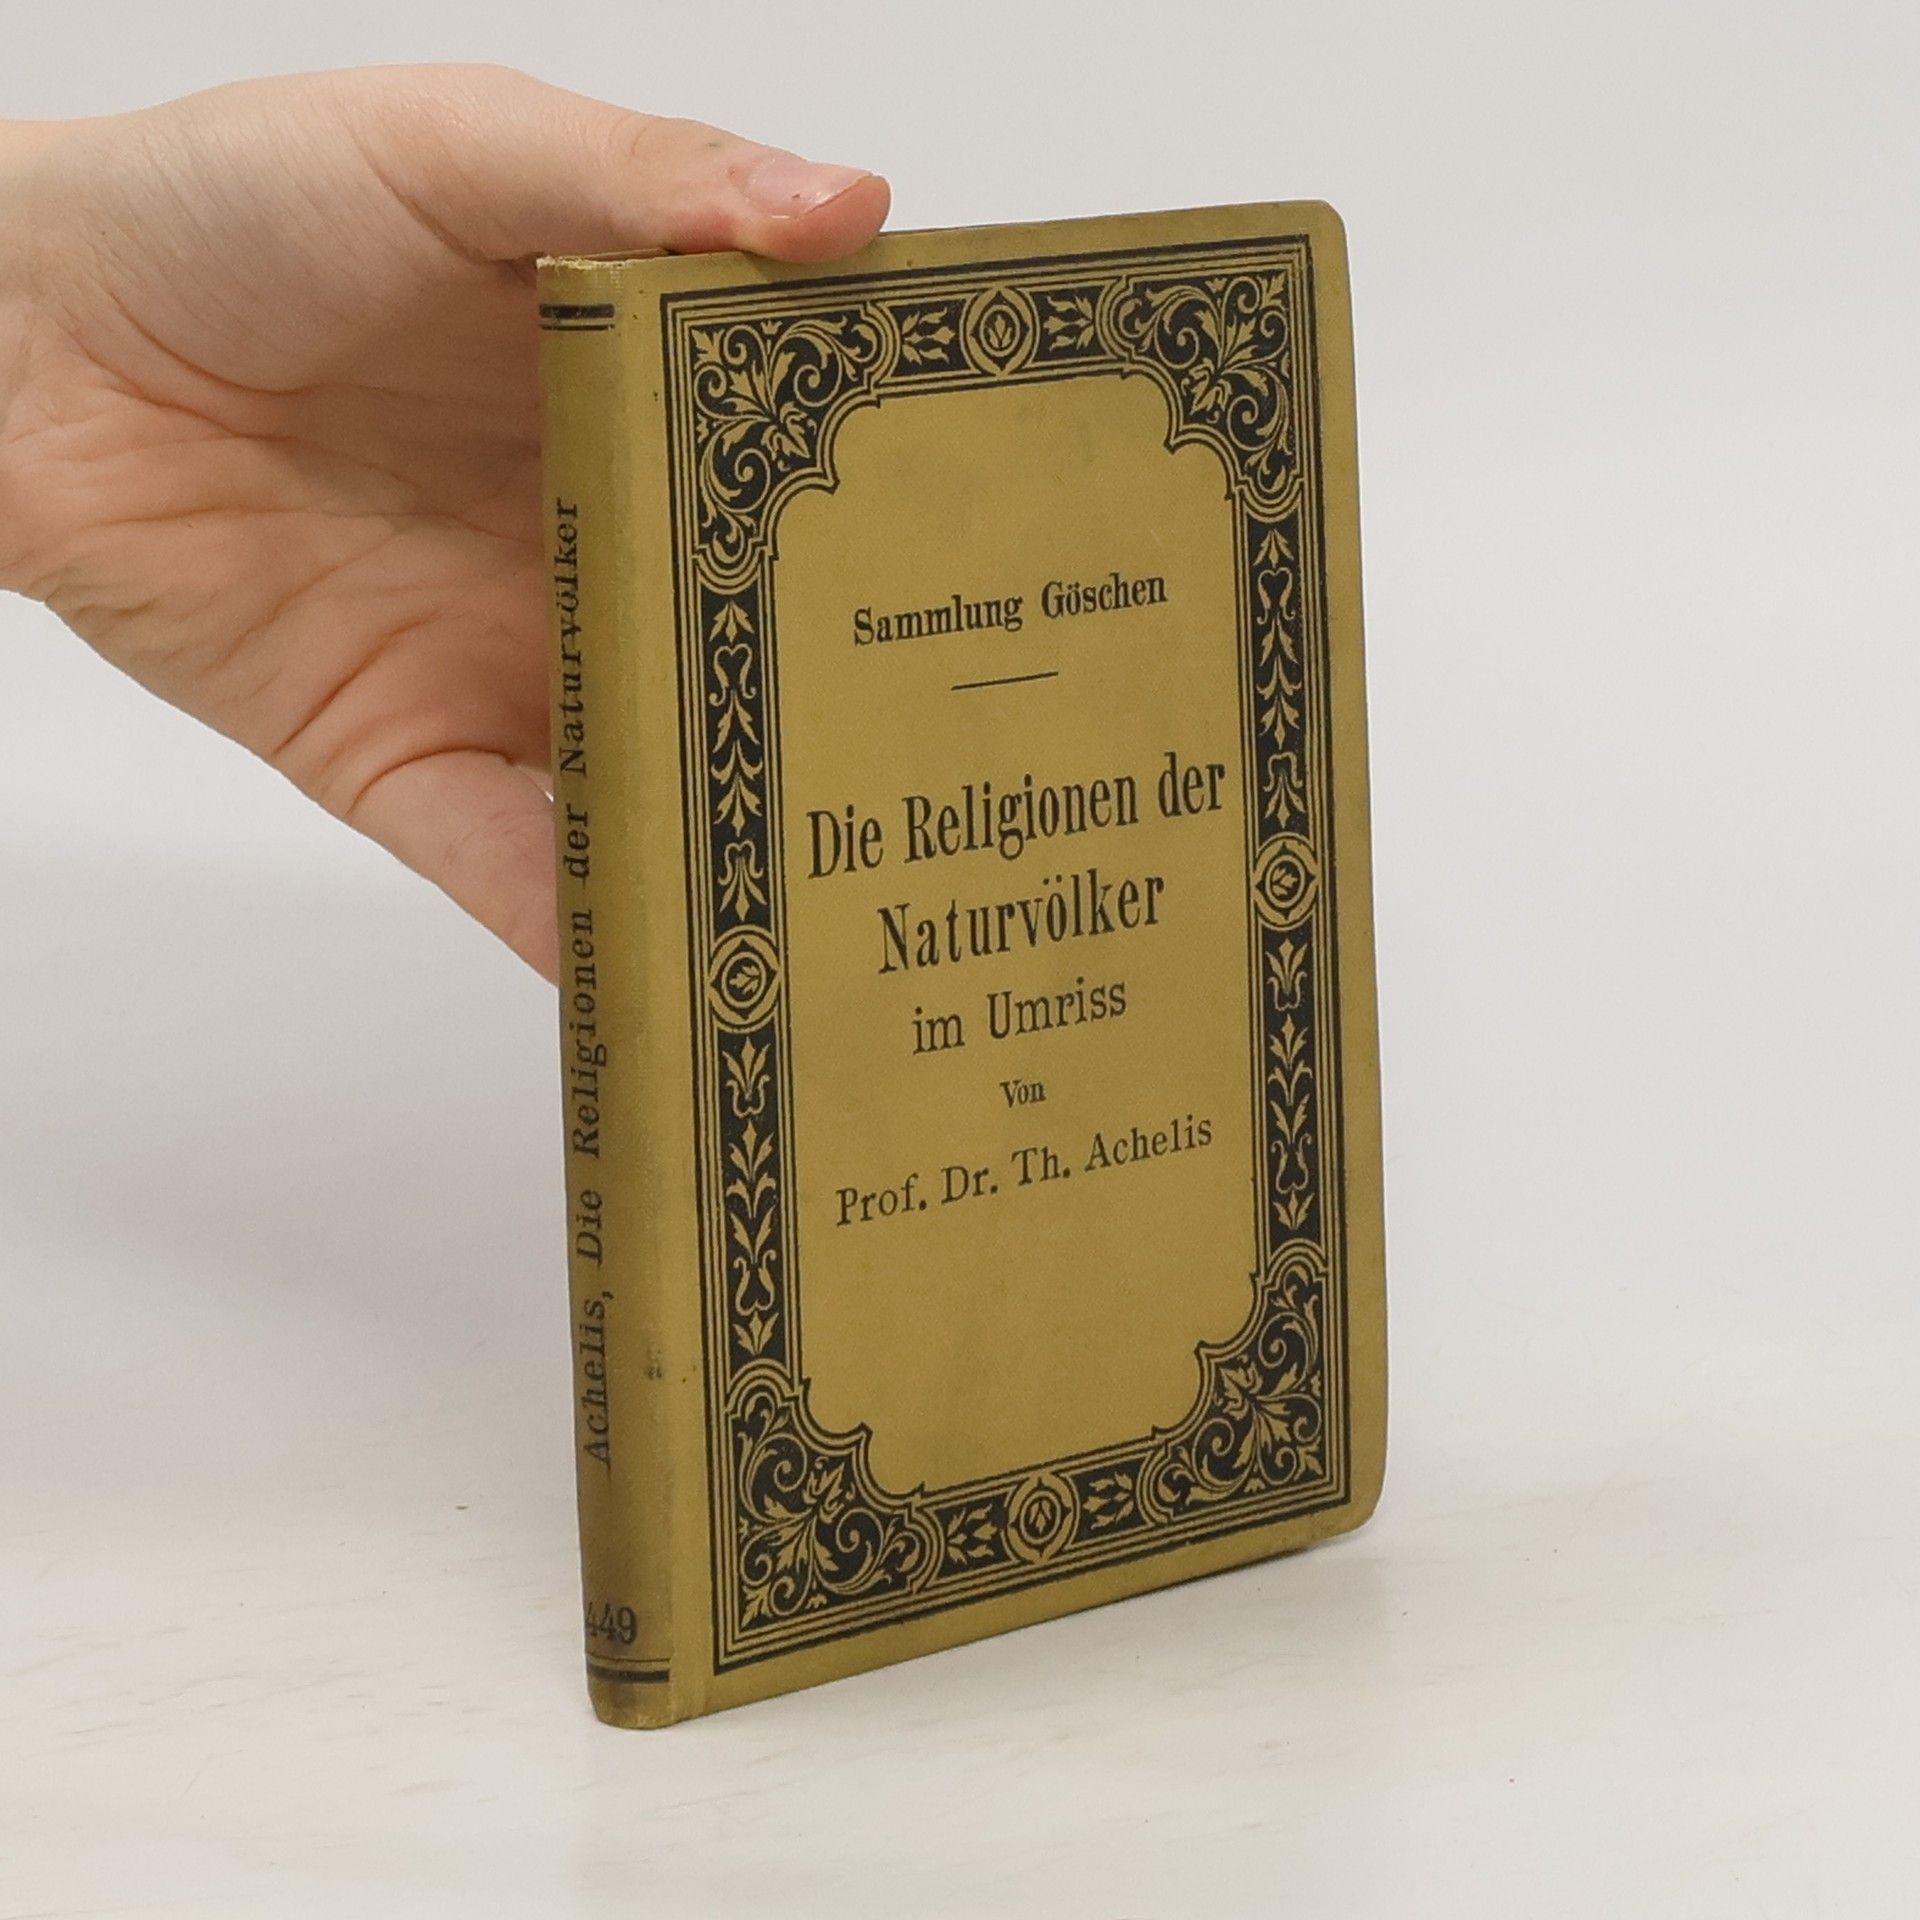 Sammlung Göschen
Die Religionen der
Naturvölker
im Umriss
Von
Prof. Dr. Th. Achelis
Achelis, Die Religionen der Naturvölker
449